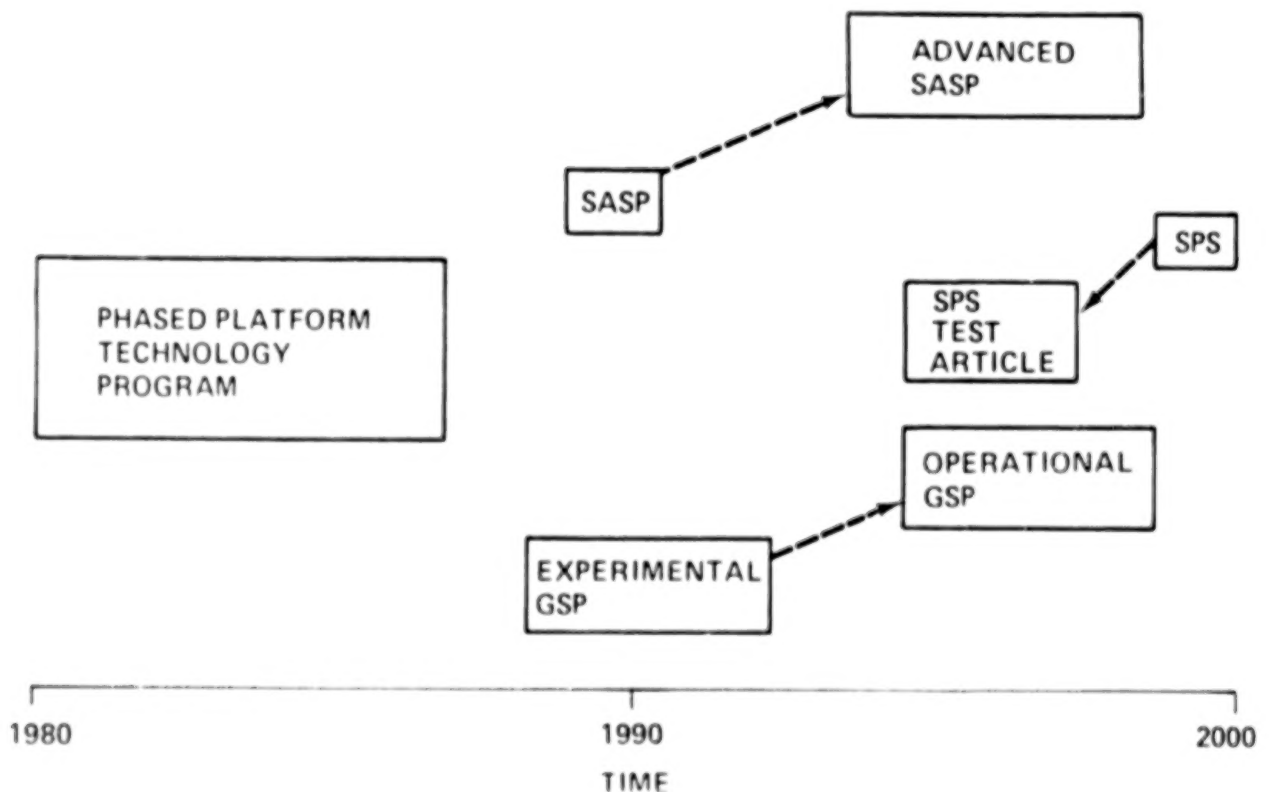 ADVANCED
SASP
SASP
SPS
PHASED PLATFORM
TECHNOLOGY
PROGRAM
SPS
TEST
ARTICLE
OPERATIONAL
GSP
EXPERIMENTAL
GSP
1980
1990
2000
TIME